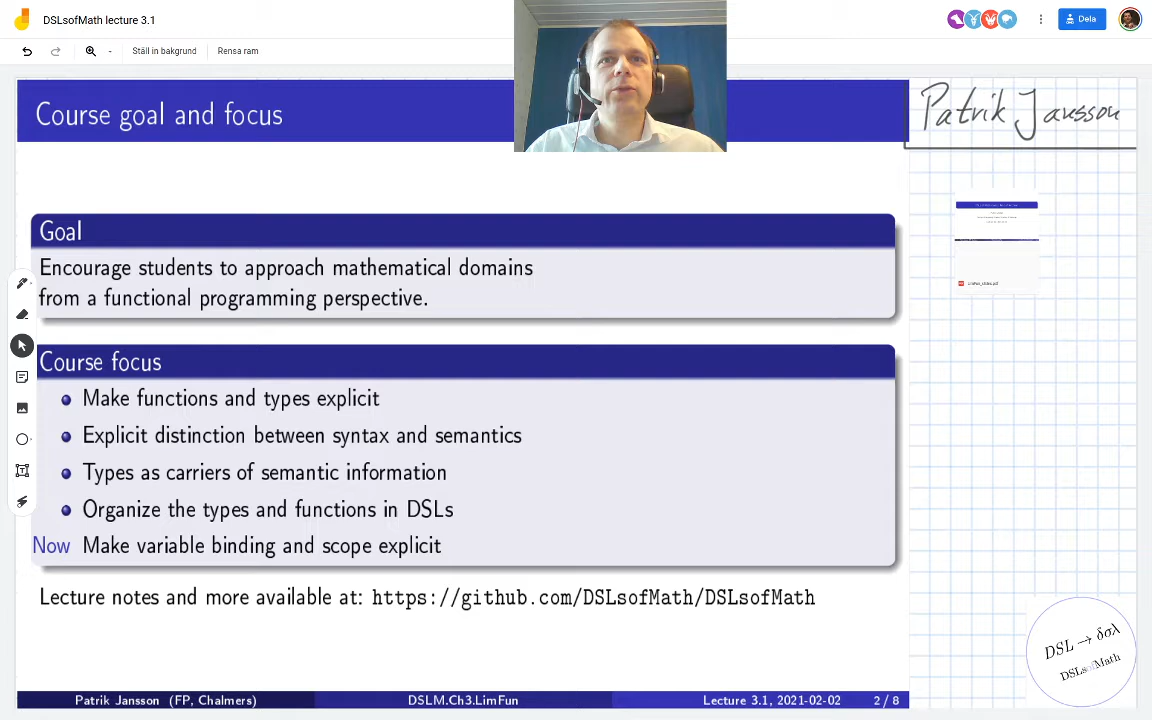 DSLsofMath lecture 3.1
Dela
Ställ in bakgrund
Rensa ram
Course goal and focus
Patrik Jansson
Goal
Encourage students to approach mathematical domains
from a functional programming perspective.
Course focus
Make functions and types explicit
Explicit distinction between syntax and semantics
Types as carriers of semantic information
Organize the types and functions in DSLs
Now Make variable binding and scope explicit
Lecture notes and more available at: https://github.com/DSLsofMath/DSLsofMath
DSL → δσλ
DSLsofMath
Patrik Jansson (FP, Chalmers)
DSLM.Ch3.LimFun
Lecture 3.1, 2021-02-02
2 / 8